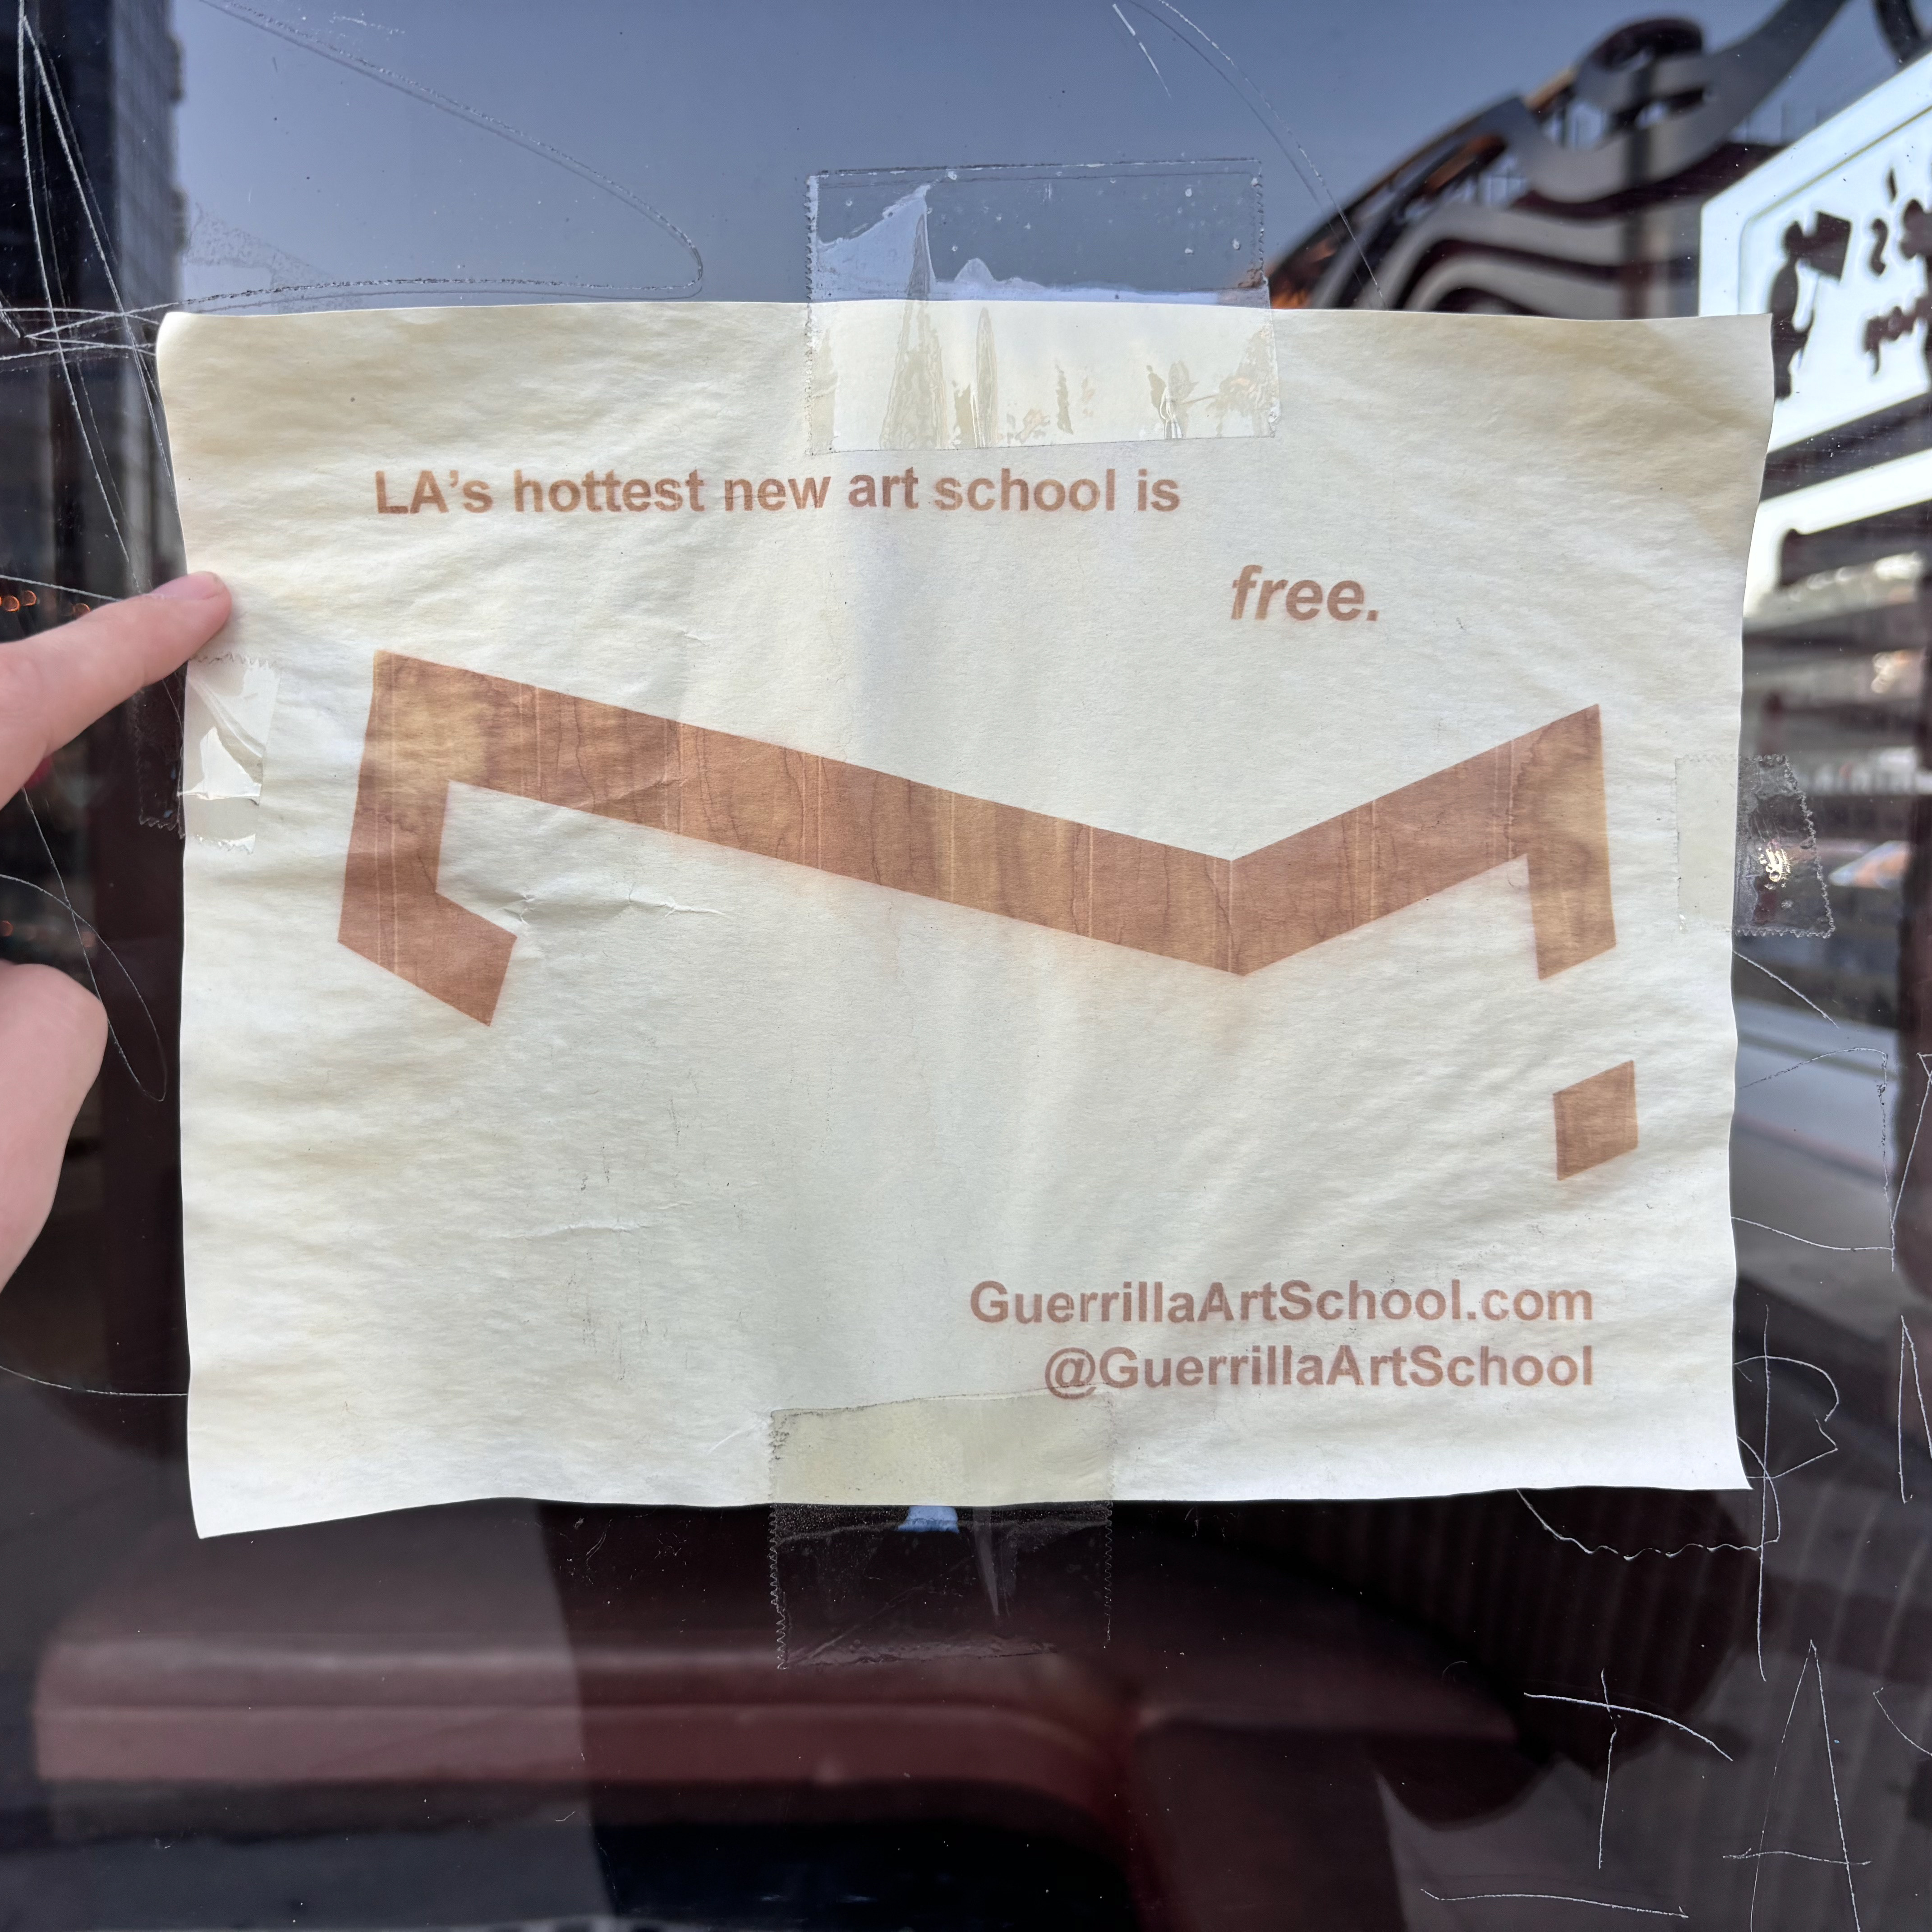 LA's hottest new art school is
free.
GuerrillaArtSchool.com
@GuerrillaArtSchool